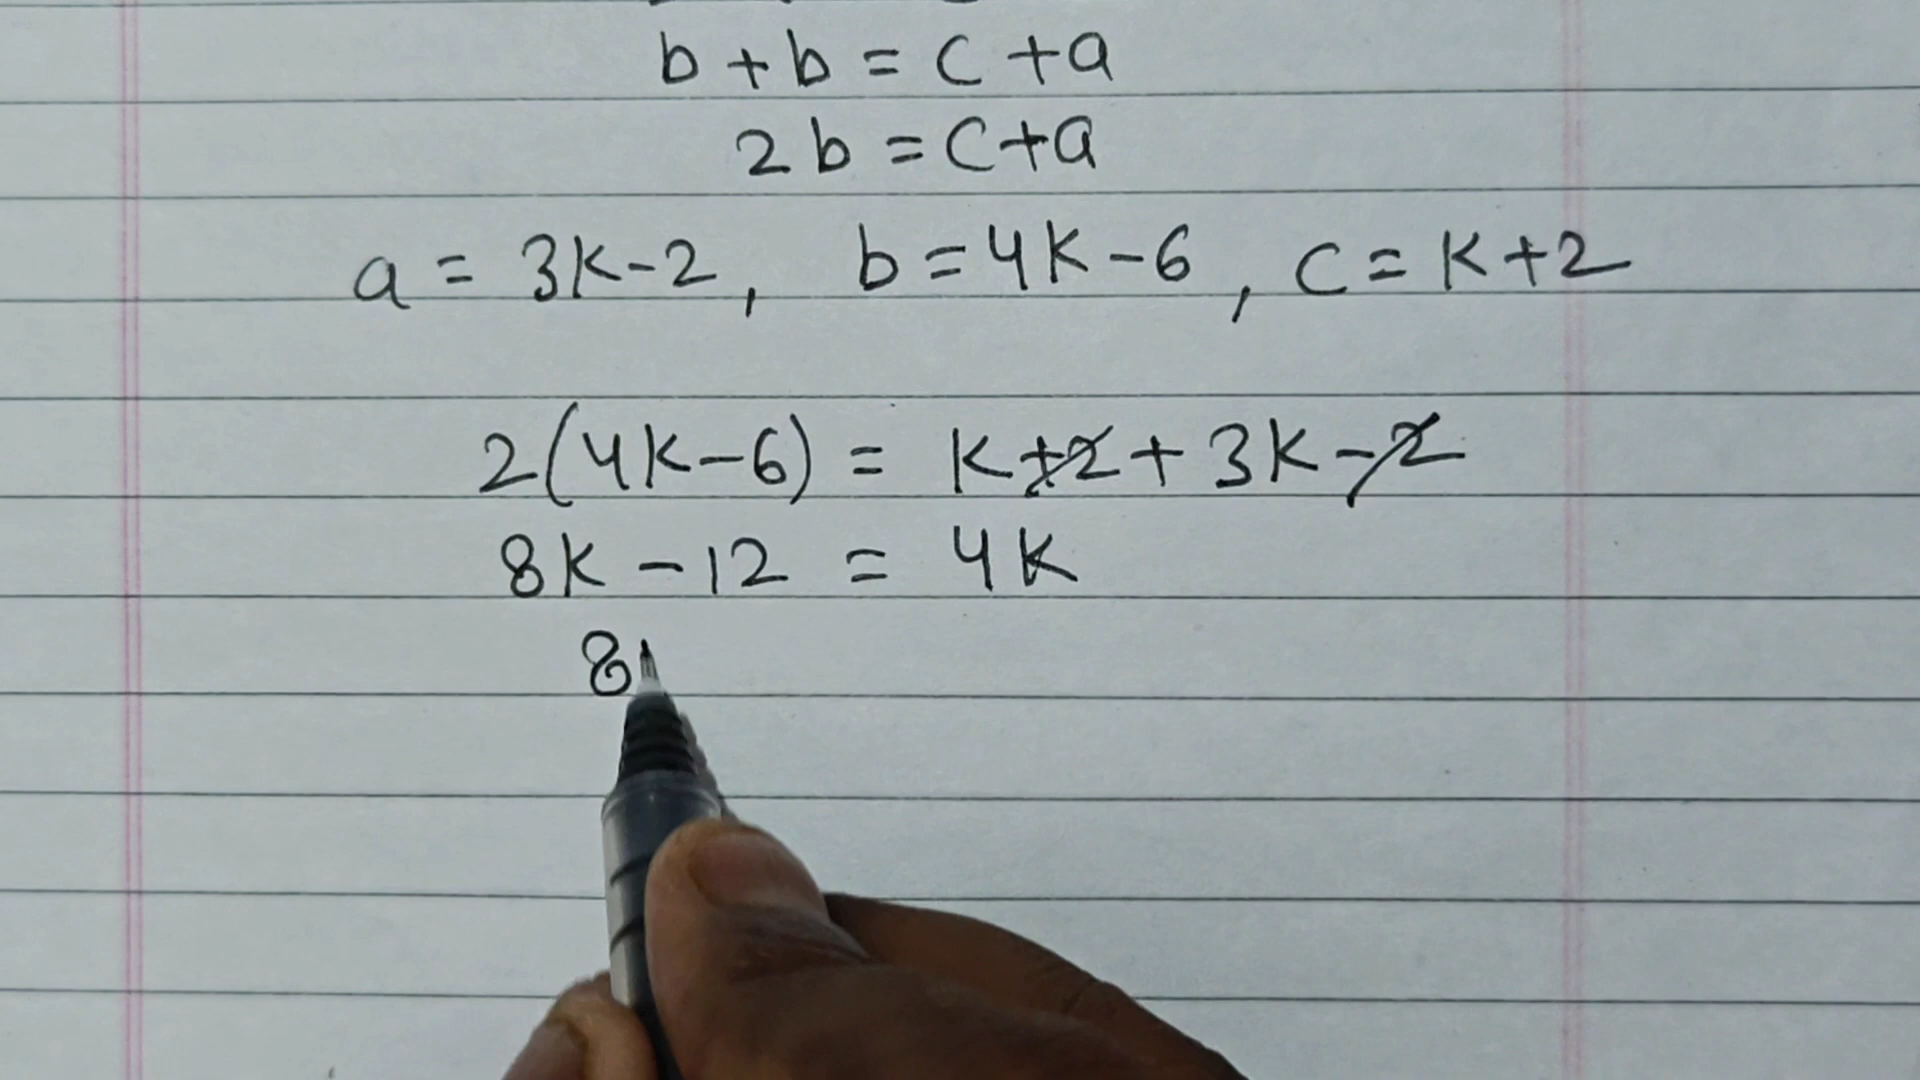 b + b = c + a
2b = c + a
a = 3k - 2, b = 4k - 6, c = k + 2
2(4k - 6) = k + 2 + 3k - 2
8k - 12 = 4k
8